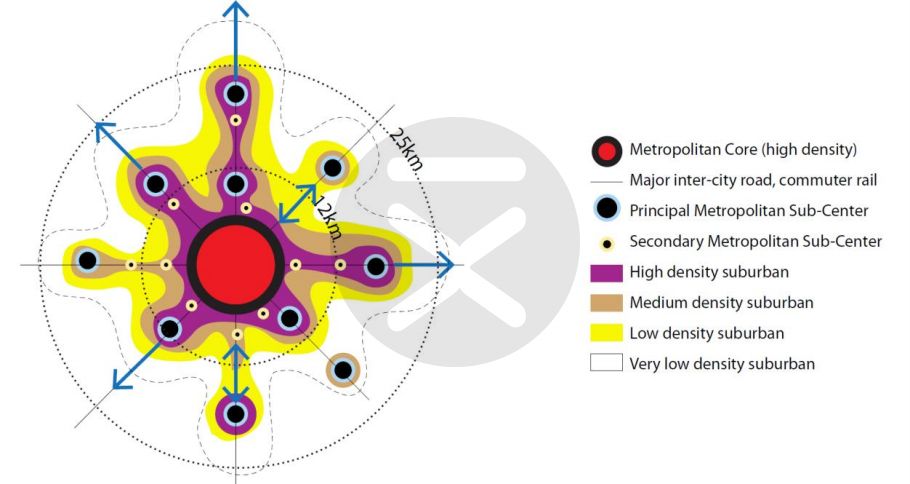 25km.
12km.
Metropolitan Core (high density)
Major inter-city road, commuter rail
Principal Metropolitan Sub-Center
Secondary Metropolitan Sub-Center
High density suburban
Medium density suburban
Low density suburban
Very low density suburban